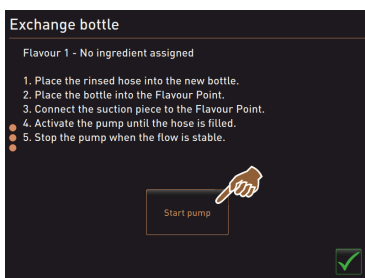 Exchange bottle
Flavour 1 - No ingredient assigned
1. Place the rinsed hose into the new bottle.
2. Place the bottle into the Flavour Point.
3. Connect the suction piece to the Flavour Point.
4. Activate the pump until the hose is filled.
5. Stop the pump when the flow is stable.
Start pump